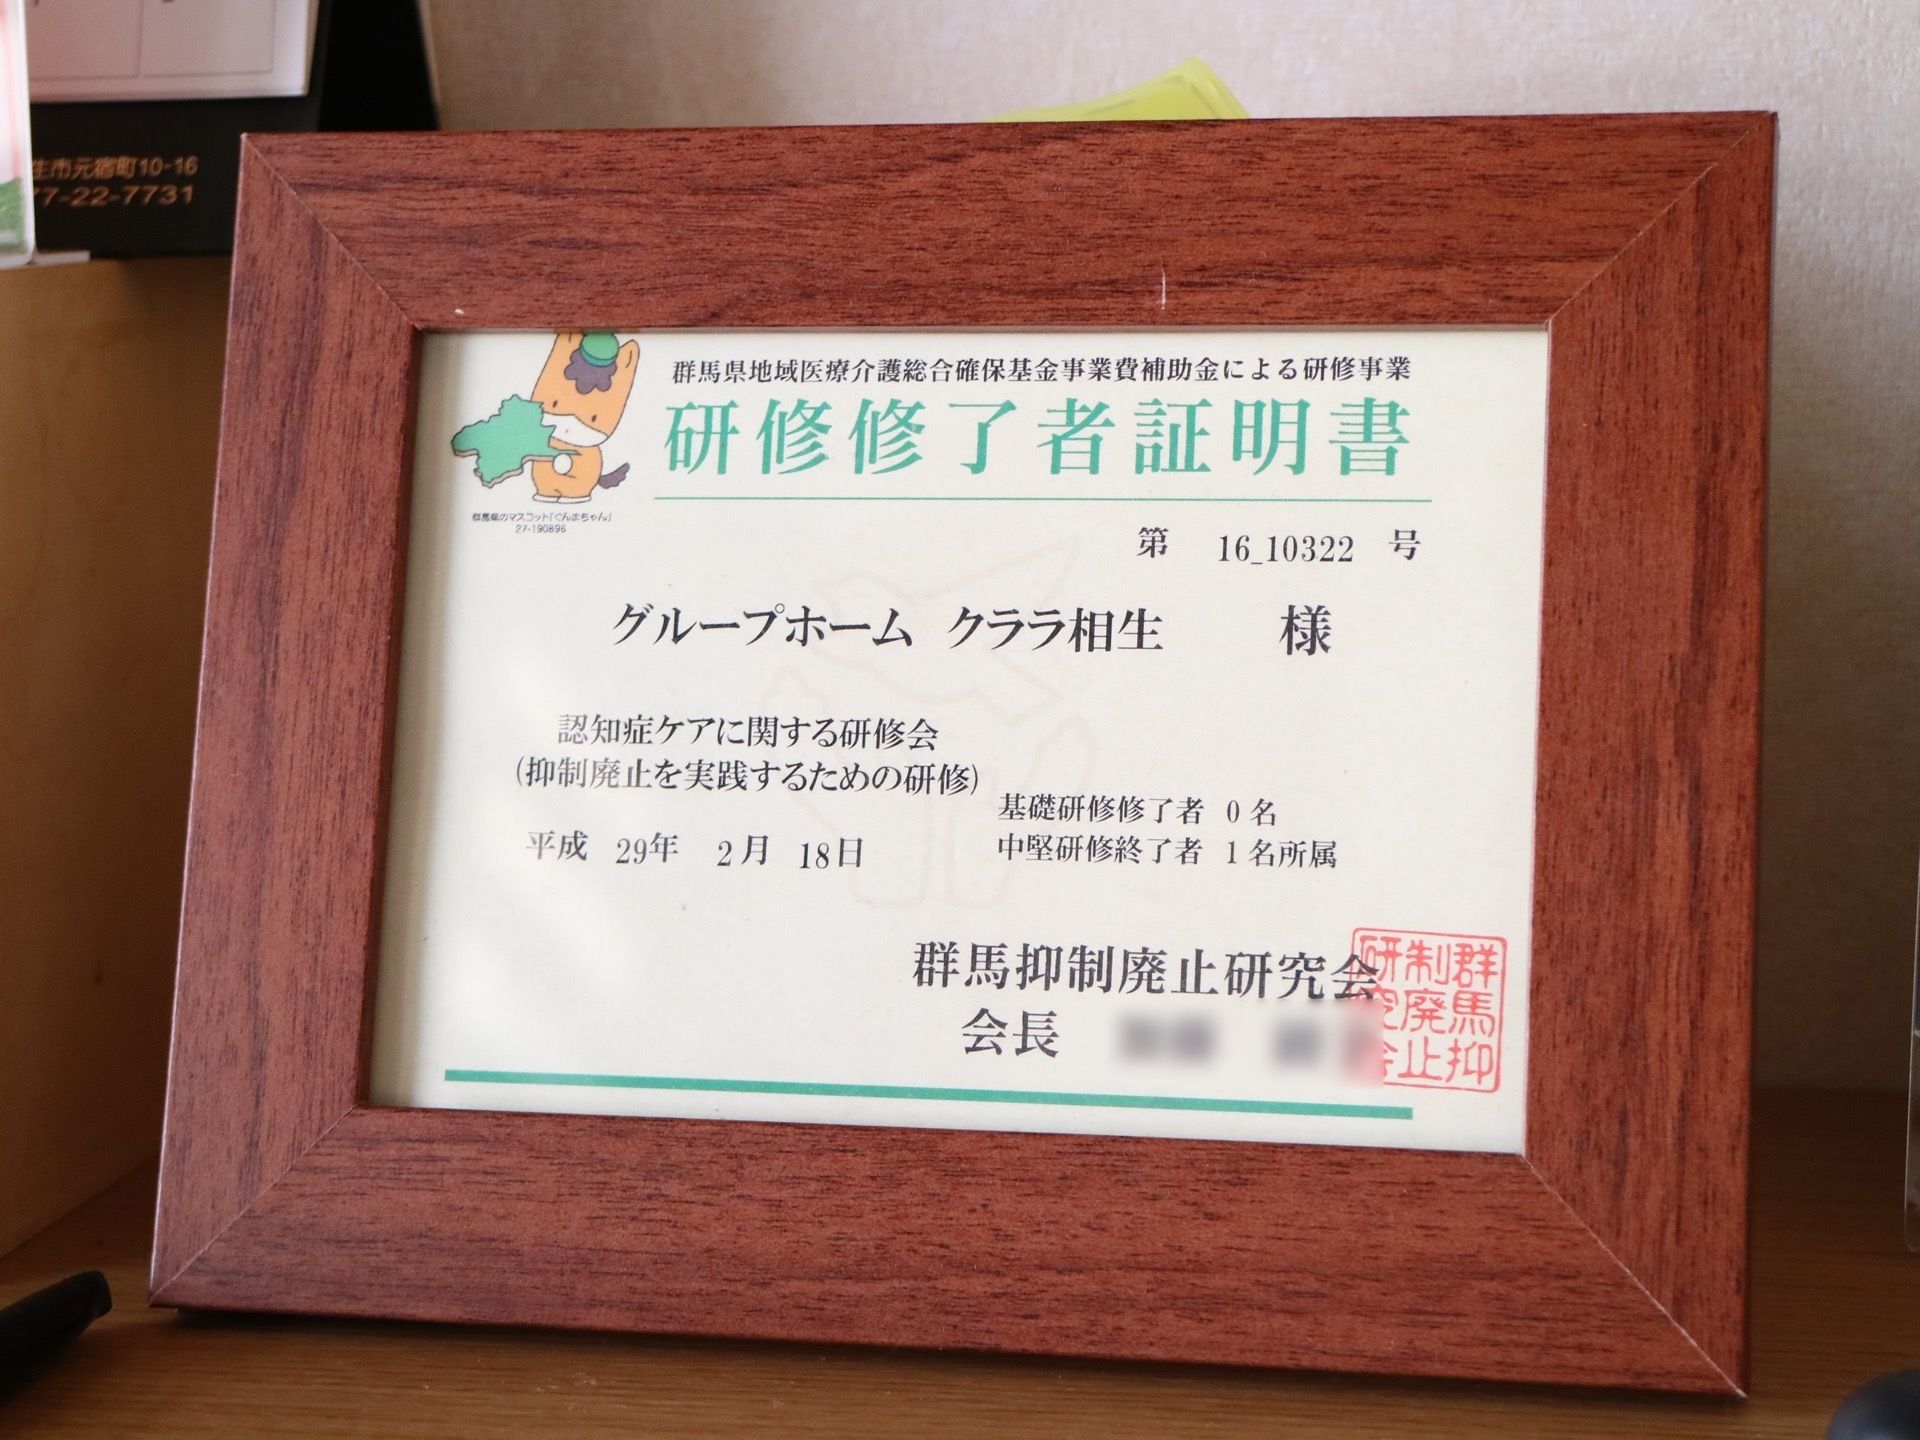 生市元宿町10-16
77-22-7731
群馬県地域医療介護総合確保基金事業費補助金による研修事業
研修修了者証明書
群馬県のマスコット「ぐんまちゃん」
27-190896
第 16_10322 号
グループホーム クララ相生 様
認知症ケアに関する研修会
(抑制廃止を実践するための研修)
基礎研修修了者 0 名
中堅研修終了者 1 名所属
平成 29年 2月 18日
群馬抑制廃止研究会
会長
群馬抑制廃止研究会